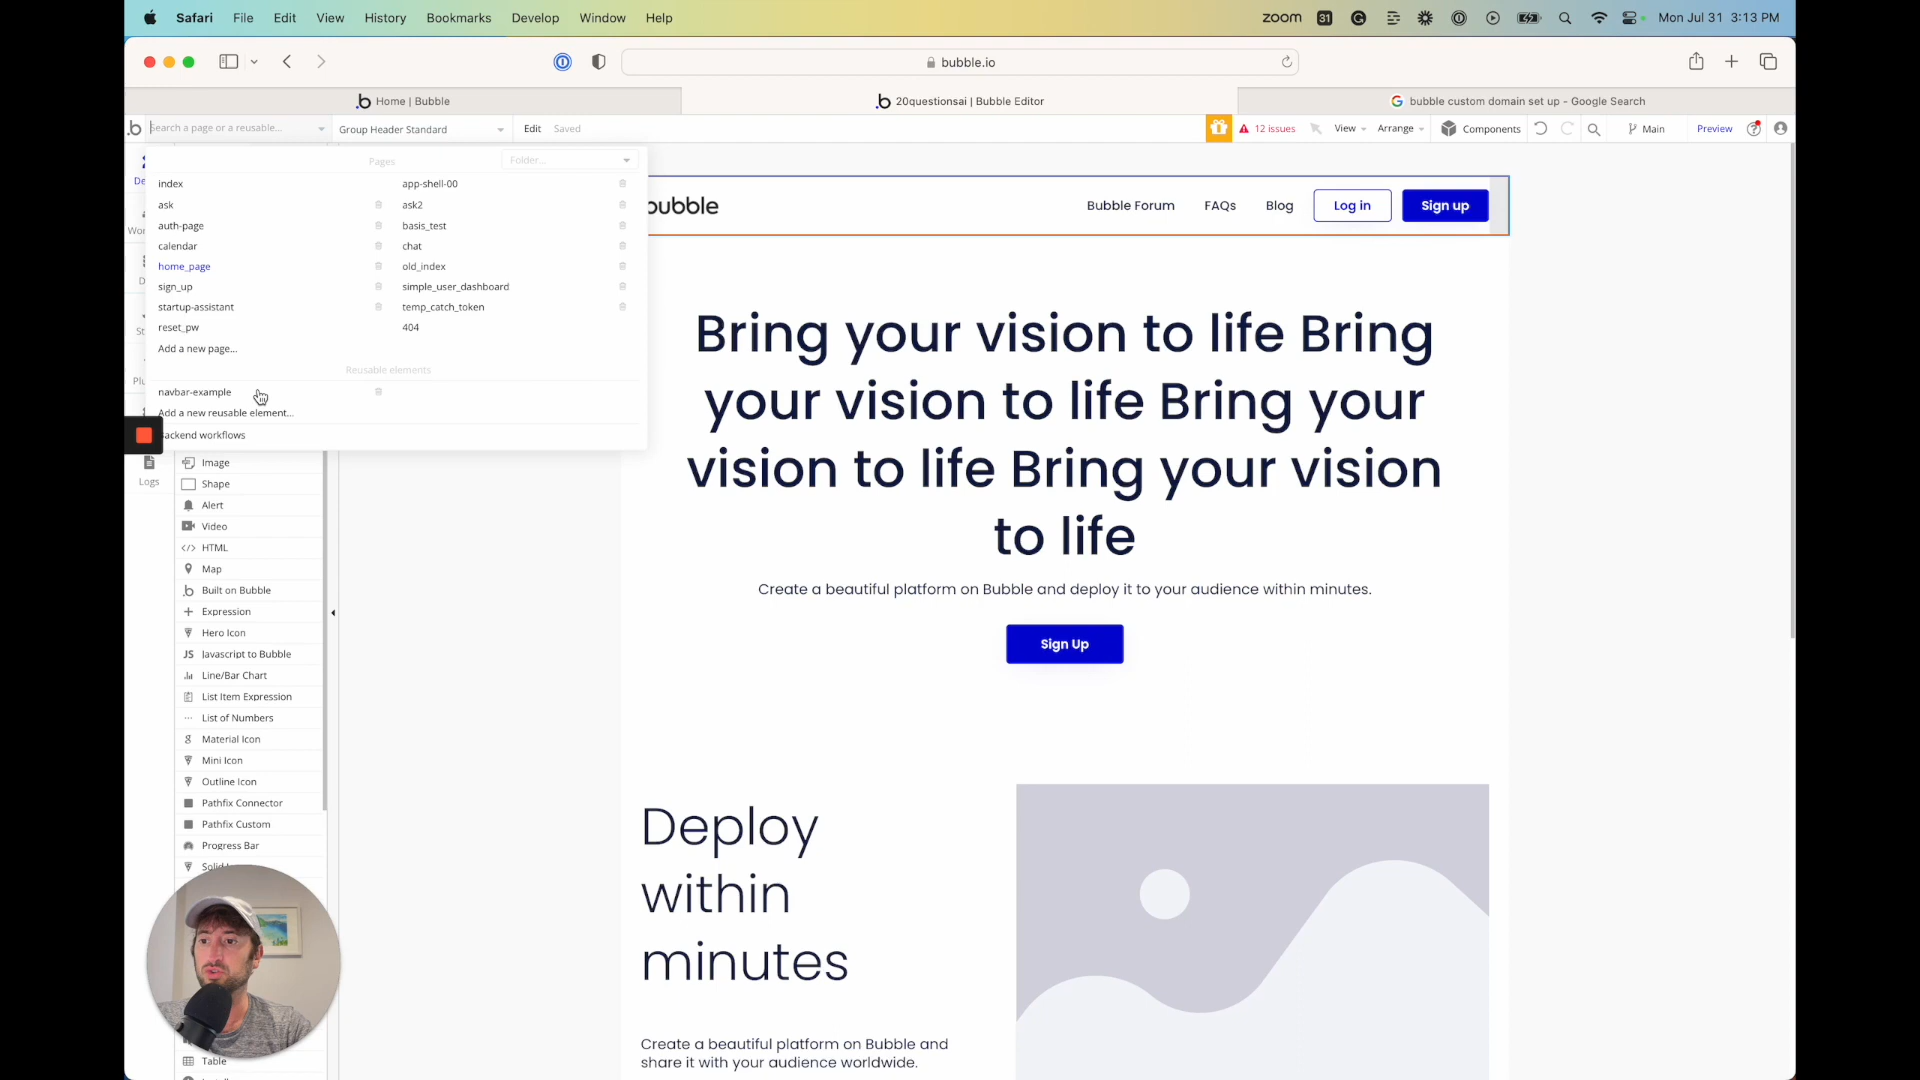 Safari File Edit View History Bookmarks Develop Window Help
zoom 31 Mon Jul 31 3:13 PM
bubble.io
Home | Bubble
20questionsai | Bubble Editor
bubble custom domain set up - Google Search
Search a page or a reusable...
Group Header Standard
Edit Saved
12 issues
View Arrange Components Main Preview
Pages
Folder...
index
app-shell-00
ask
ask2
auth-page
basis_test
calendar
chat
home_page
old_index
sign_up
simple_user_dashboard
startup-assistant
temp_catch_token
reset_pw
404
Add a new page...
Reusable elements
navbar-example
Add a new reusable element...
Backend workflows
Logs
Image
Shape
Alert
Video
HTML
Map
Built on Bubble
Expression
Hero Icon
JS Javascript to Bubble
Line/Bar Chart
List Item Expression
List of Numbers
Material Icon
Mini Icon
Outline Icon
Pathfix Connector
Pathfix Custom
Progress Bar
Table
bubble
Bubble Forum FAQs Blog Log in Sign up
Bring your vision to life Bring
your vision to life Bring your
vision to life Bring your vision
to life
Create a beautiful platform on Bubble and deploy it to your audience within minutes.
Sign Up
Deploy
within
minutes
Create a beautiful platform on Bubble and
share it with your audience worldwide.